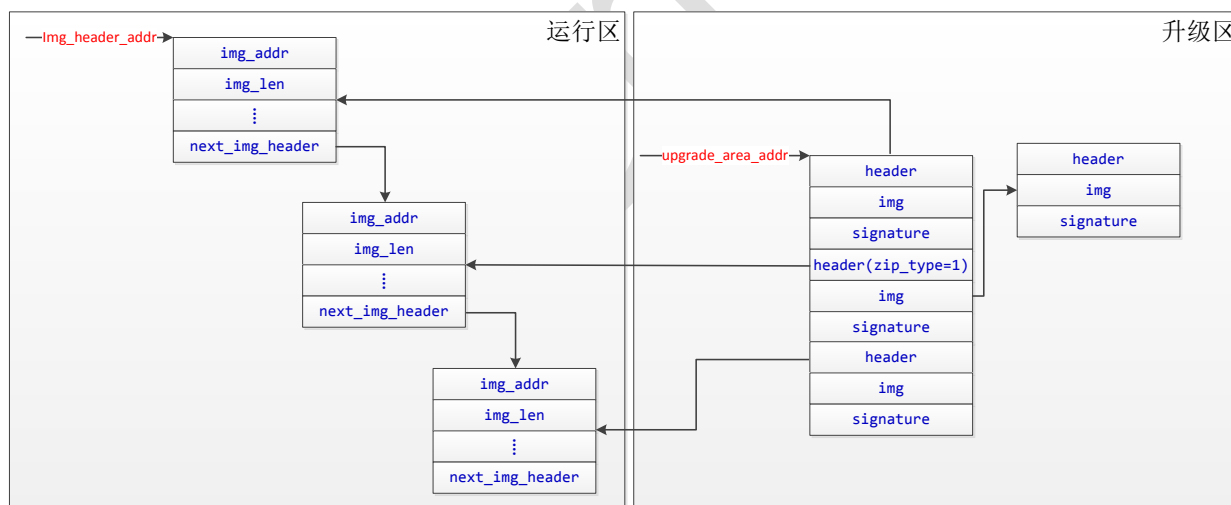 运行区
Img_header_addr
img_addr
img_len
⋮
next_img_header
img_addr
img_len
⋮
next_img_header
img_addr
img_len
⋮
next_img_header
升级区
upgrade_area_addr
header
img
signature
header(zip_type=1)
img
signature
header
img
signature
header
img
signature